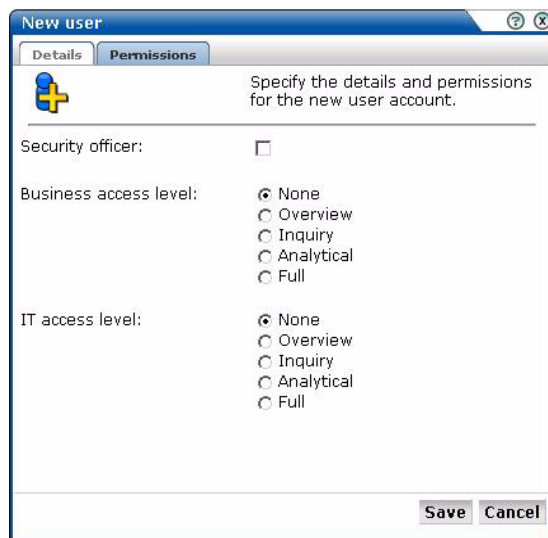 New user
Details Permissions
Specify the details and permissions
for the new user account.
Security officer:
Business access level: None
Overview
Inquiry
Analytical
Full
IT access level: None
Overview
Inquiry
Analytical
Full
Save Cancel